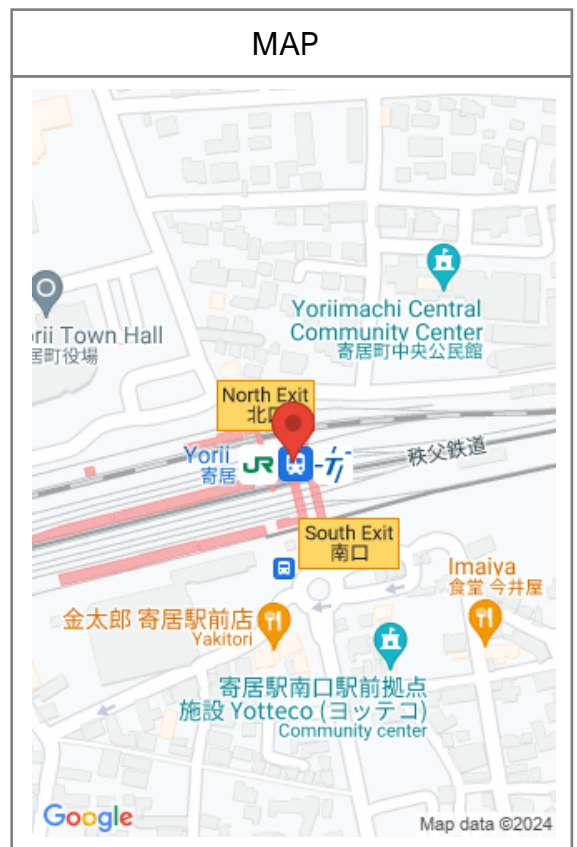 MAP
Yoriimachi Central
Community Center
寄居町中央公民館
Town Hall
町役場
North Exit
北
Yorii
寄居
JR
秩父鉄道
South Exit
南口
Imaiya
食堂 今井屋
金太郎 寄居駅前店
Yakitori
寄居駅南口駅前拠点
施設 Yotteco (ヨッテコ)
Community center
Google
Map data ©2024